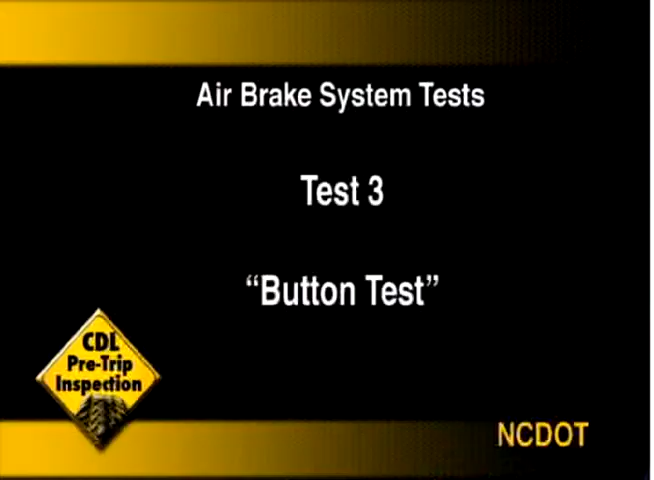 Air Brake System Tests
Test 3
“Button Test”
CDL
Pre-Trip
Inspection
NCDOT